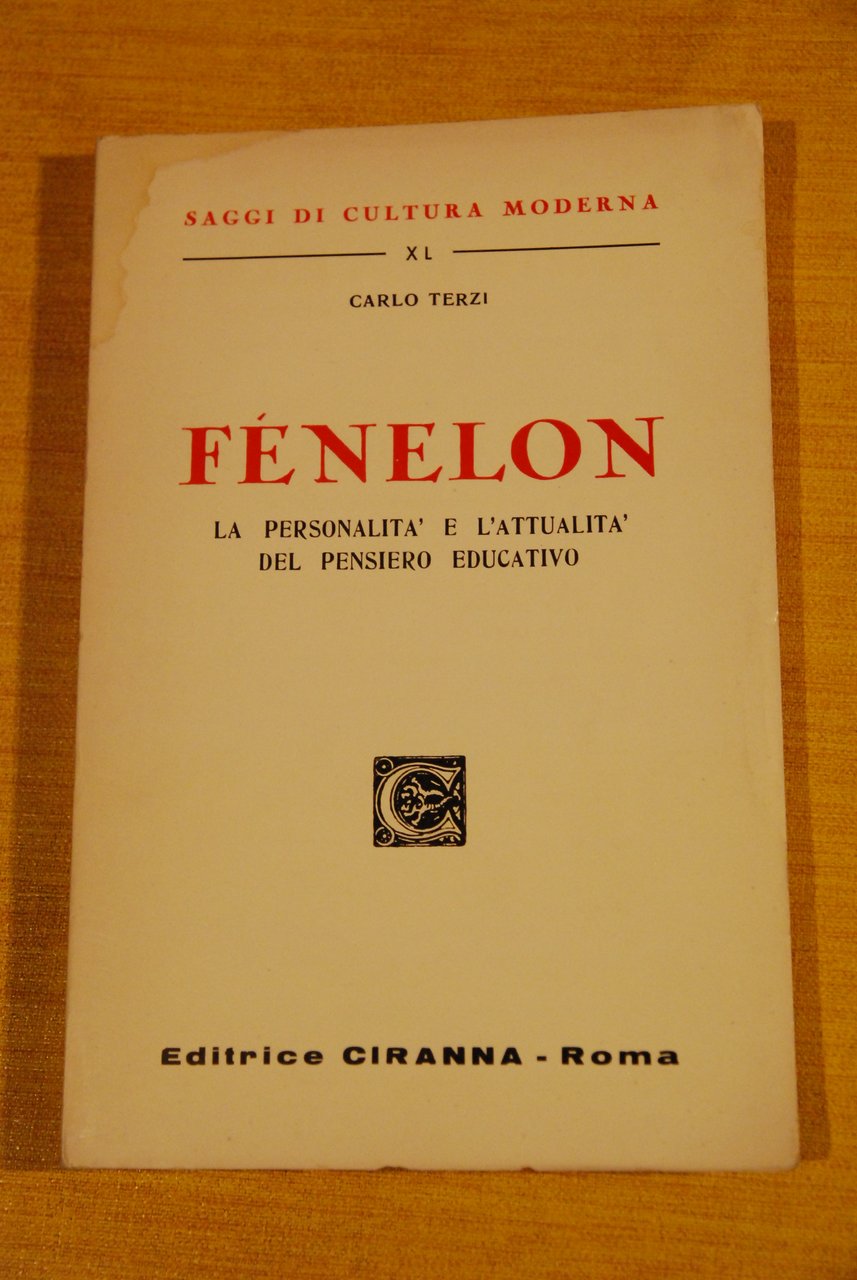 SAGGI DI CULTURA MODERNA
XL
CARLO TERZI
FÉNELON
LA PERSONALITA' E L'ATTUALITA'
DEL PENSIERO EDUCATIVO
C
Editrice CIRANNA - Roma